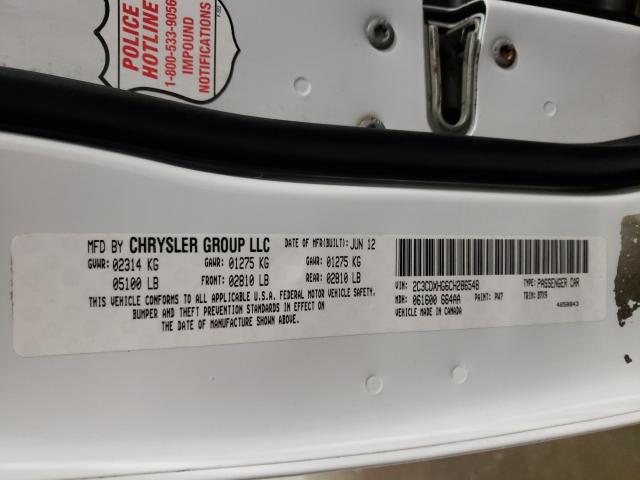 POLICE
HOTLINE
1-800-533-9056
IMPOUND
NOTIFICATIONS
MFD BY CHRYSLER GROUP LLC
DATE OF MFR(BUILT): JUN 12
GVWR: 02314 KG
GAWR: 01275 KG
GAWR: 01275 KG
05100 LB
FRONT: 02810 LB
REAR: 02810 LB
THIS VEHICLE CONFORMS TO ALL APPLICABLE U.S.A. FEDERAL MOTOR VEHICLE SAFETY,
BUMPER AND THEFT PREVENTION STANDARDS IN EFFECT ON
THE DATE OF MANUFACTURE SHOWN ABOVE.
VIN: 2C3CDXHG6CH286548
TYPE: PASSENGER CAR
MDH: 061600 664AA
PAINT: PW7
TRIM: BMX9
VEHICLE MADE IN CANADA